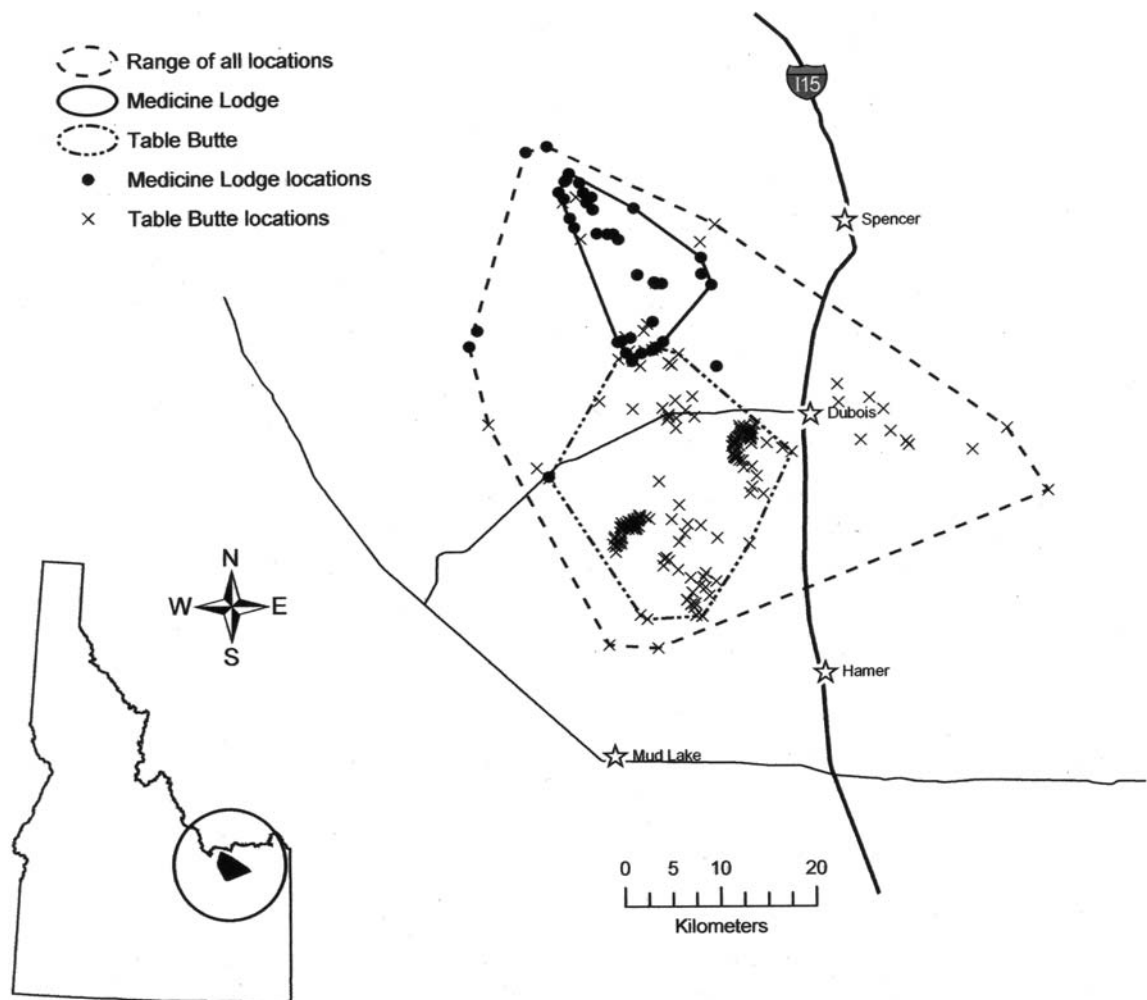 Range of all locations
Medicine Lodge
Table Butte
Medicine Lodge locations
Table Butte locations
I15
Spencer
Dubois
N
W E
S
Hamer
Mud Lake
0 5 10 20
Kilometers